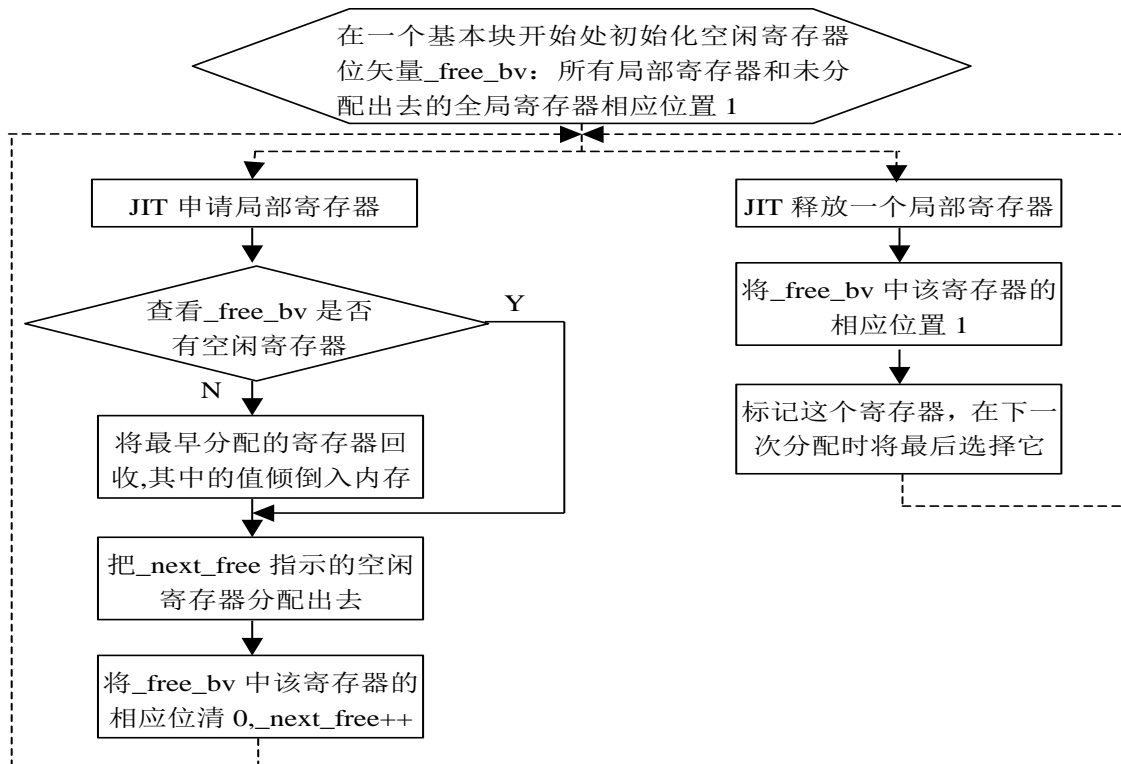 在一个基本块开始处初始化空闲寄存器
位矢量_free_bv：所有局部寄存器和未分
配出去的全局寄存器相应位置 1
JIT 申请局部寄存器
查看_free_bv 是否
有空闲寄存器
Y
N
将最早分配的寄存器回
收,其中的值倾倒入内存
把_next_free 指示的空闲
寄存器分配出去
将_free_bv 中该寄存器的
相应位清 0,_next_free++
JIT 释放一个局部寄存器
将_free_bv 中该寄存器的
相应位置 1
标记这个寄存器，在下一
次分配时将最后选择它